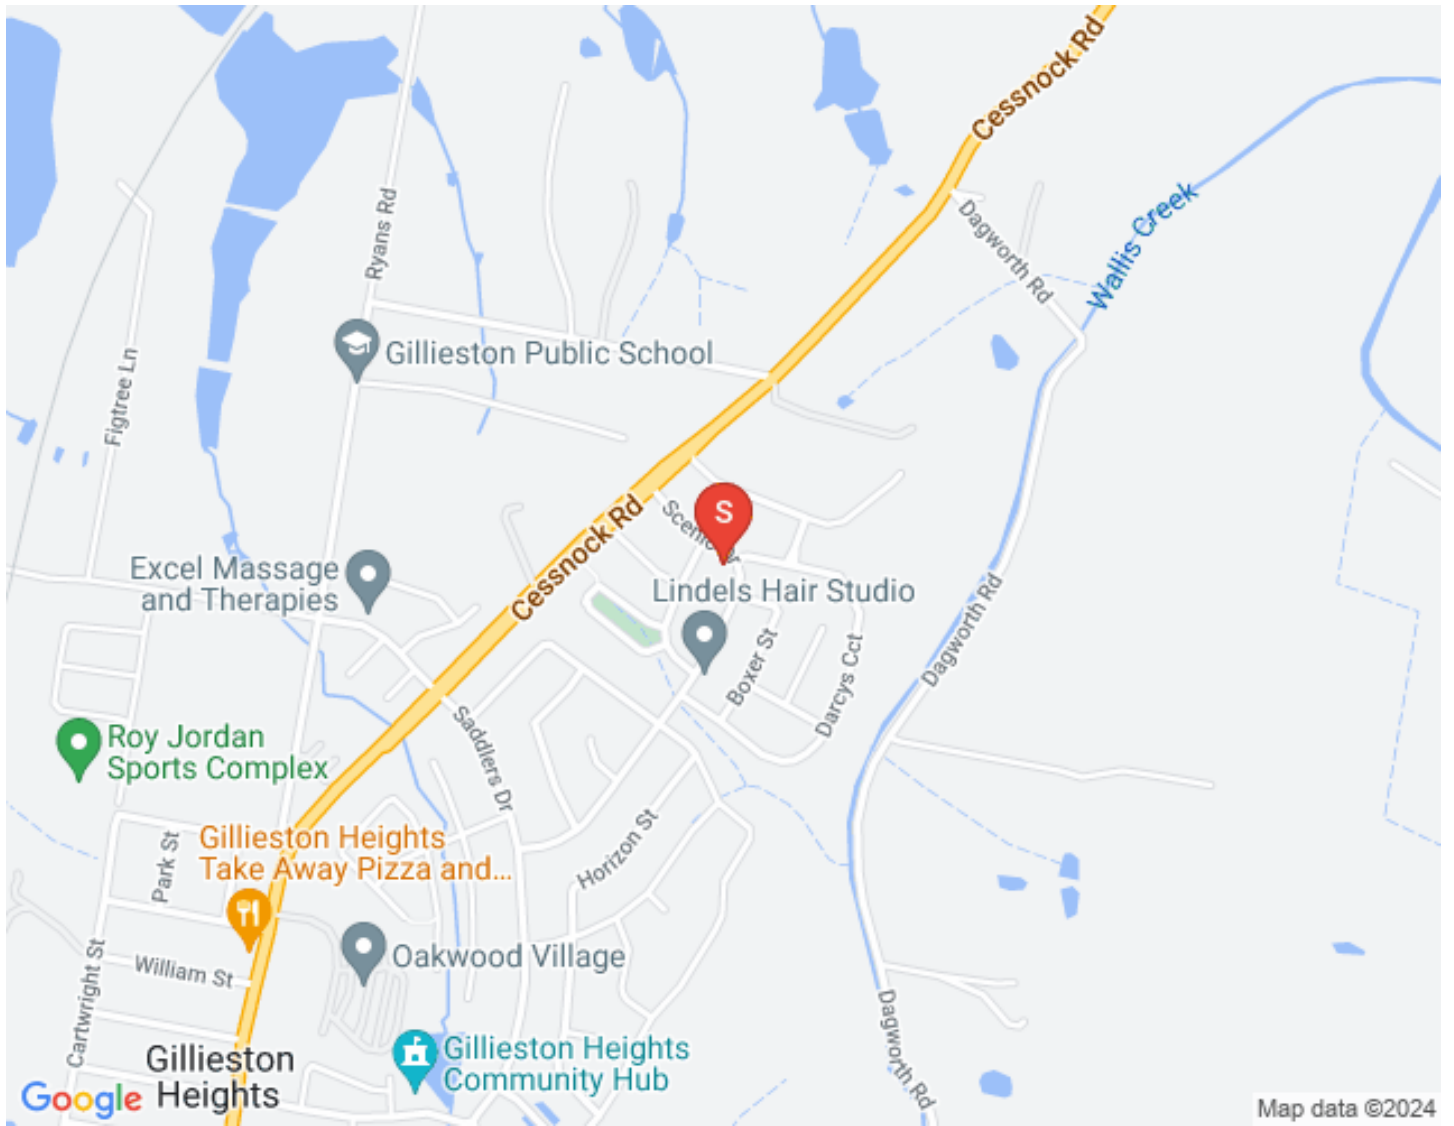 Cessnock Rd
Wallis Creek
Dagworth Rd
Ryans Rd
Gillieston Public School
Figtree Ln
Cessnock Rd
S
Scenic Dr
Excel Massage
and Therapies
Lindels Hair Studio
Boxer St
Darcys Cct
Dagworth Rd
Saddlers Dr
Roy Jordan
Sports Complex
Gillieston Heights
Take Away Pizza and...
Park St
Horizon St
Oakwood Village
William St
Cartwright St
Dagworth Rd
Gillieston Heights
Community Hub
Gillieston
Heights
Google
Map data ©2024